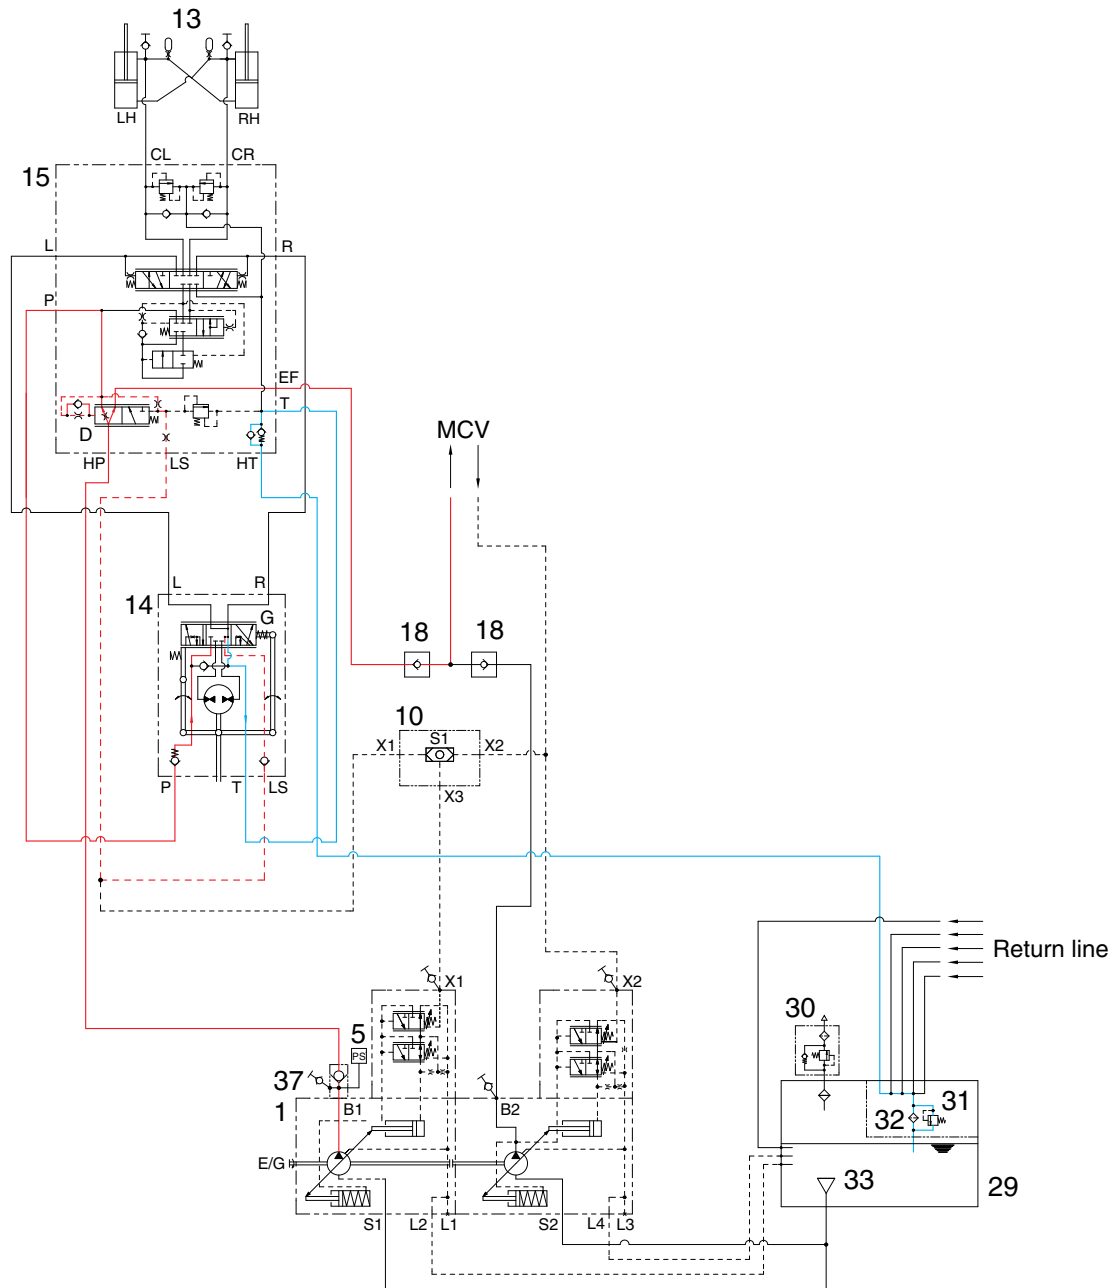 13
LH
RH
CL
CR
15
L
R
P
EF
T
D
HP
LS
HT
MCV
L
R
14
G
18
18
10
S1
X1
X2
X3
P
T
LS
Return line
X1
X2
30
5
PS
37
B1
B2
1
31
32
E/G
33
29
S1
L2
L1
S2
L4
L3